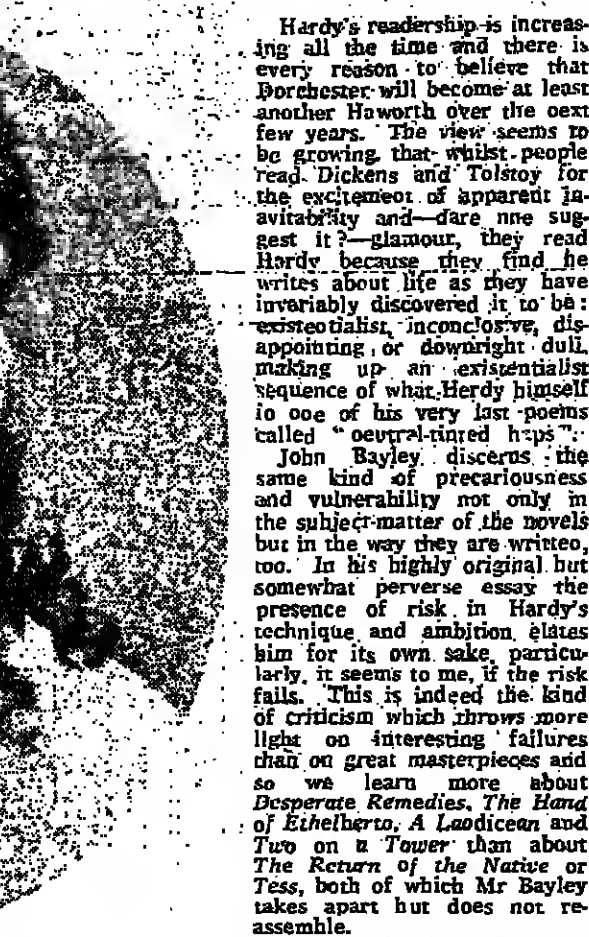 Hardy's readership is increas-
ing all the time and there is
every reason to believe that
Dorchester will become at least
another Haworth over the next
few years. The view seems to
be growing that whilst people
read Dickens and Tolstoy for
the excitement of apparent in-
avitability and—dare nne sug-
gest it?—glamour, they read
Hardy because they find he
writes about life as they have
invariably discovered it to be:
existentialist, inconclosive, dis-
appointing, or downright dull,
making up an existentialist
sequence of what Herdy himself
io ooe of his very last poems
called "oeutral-tinted haps".
John Bayley discerns the
same kind of precariousness
and vulnerability not only in
the subject-matter of the novels
but in the way they are writteo,
too. In his highly original but
somewhat perverse essay the
presence of risk in Hardy's
technique and ambition elates
him for its own sake, particu-
larly, it seems to me, if the risk
fails. This is indeed the kind
of criticism which throws more
light on interesting failures
than on great masterpieces and
so we learn more about
Desperate Remedies, The Hand
of Ethelberto, A Laodicean and
Two on a Tower than about
The Return of the Native or
Tess, both of which Mr Bayley
takes apart but does not re-
assemble.